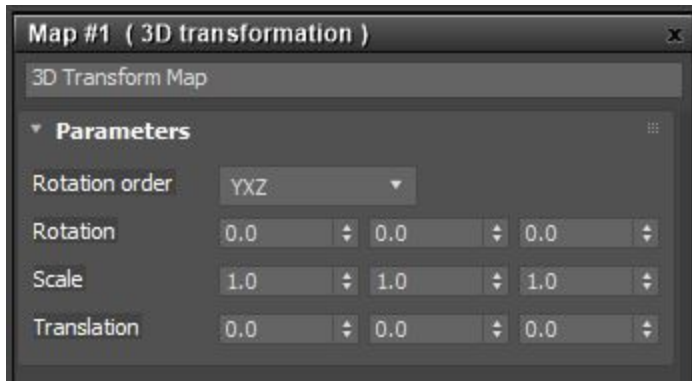 Map #1 ( 3D transformation ) x
3D Transform Map
Parameters
Rotation order YXZ
Rotation 0.0 0.0 0.0
Scale 1.0 1.0 1.0
Translation 0.0 0.0 0.0